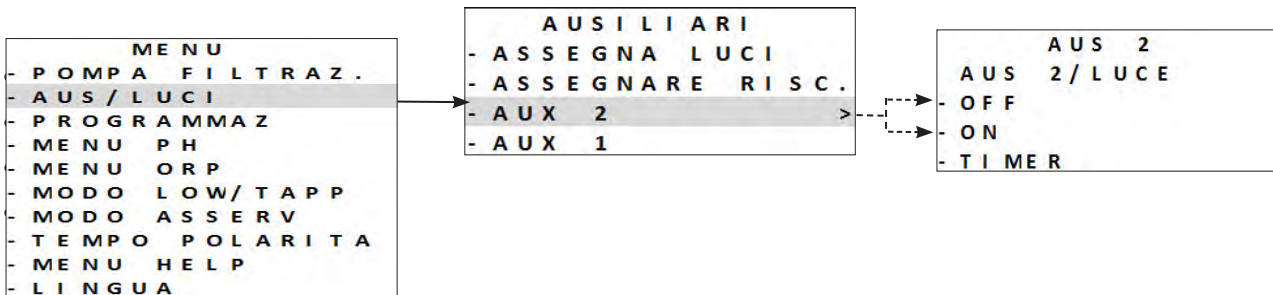 MENU
- POMPA FILTRAZ.
- AUS/LUCI
- PROGRAMMAZ
- MENU PH
- MENU ORP
- MODO LOW/TAPP
- MODO ASSERV
- TEMPO POLARITA
- MENU HELP
- LINGUA
AUSILIARI
- ASSEGNA LUCI
- ASSEGNARE RISC.
- AUX 2 >
- AUX 1
AUS 2
AUS 2/LUCE
- OFF
- ON
- TIMER